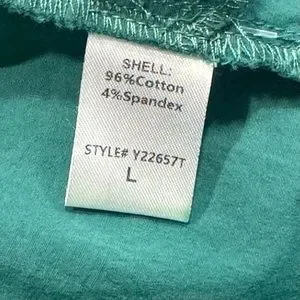 SHELL:
96%Cotton
4%Spandex
STYLE# Y22657T
L